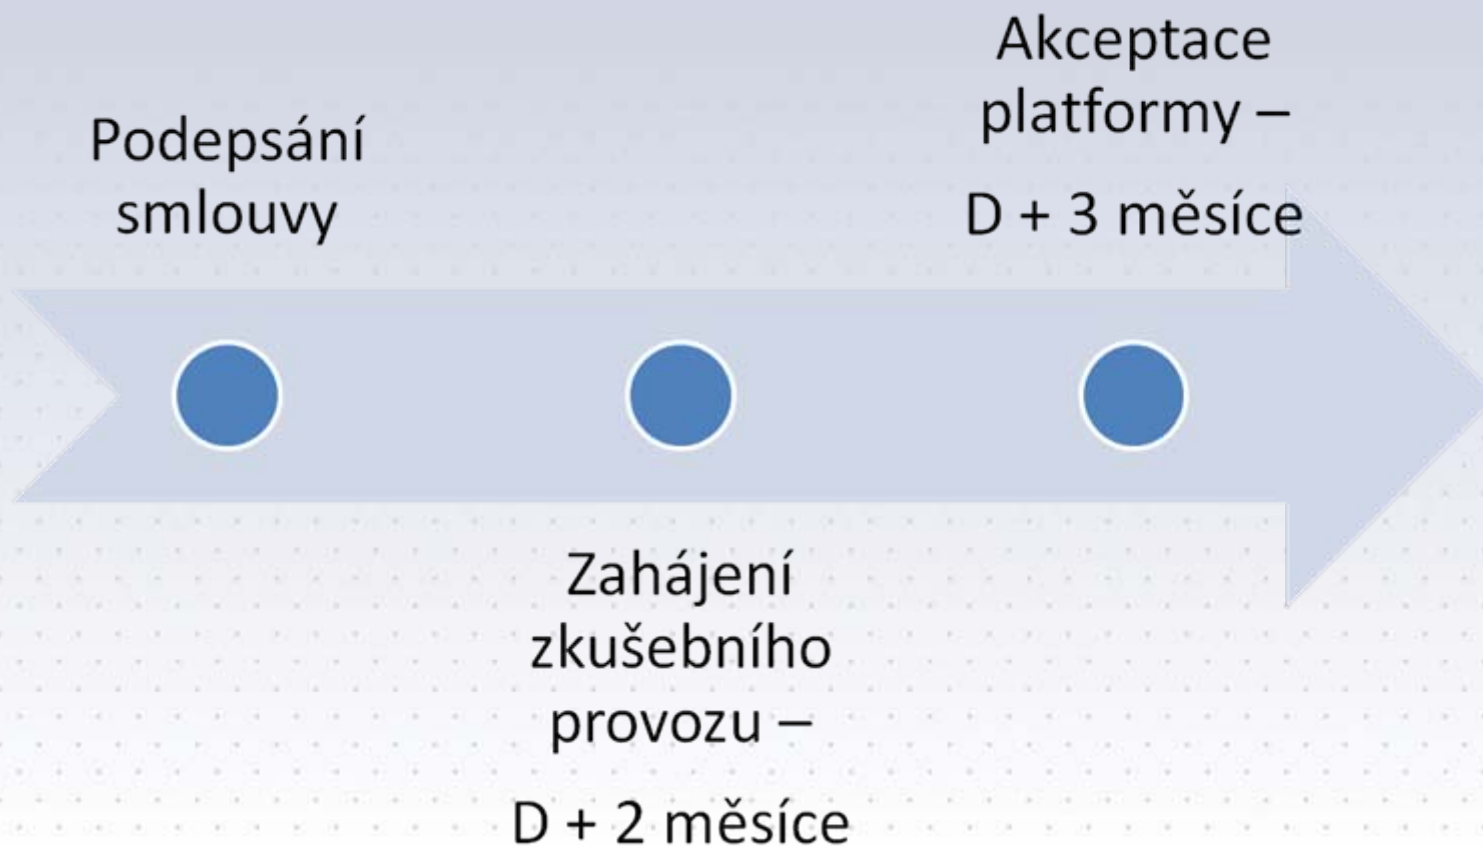 Podepsání
smlouvy
Zahájení
zkušebního
provozu –
D + 2 měsíce
Akceptace
platformy –
D + 3 měsíce